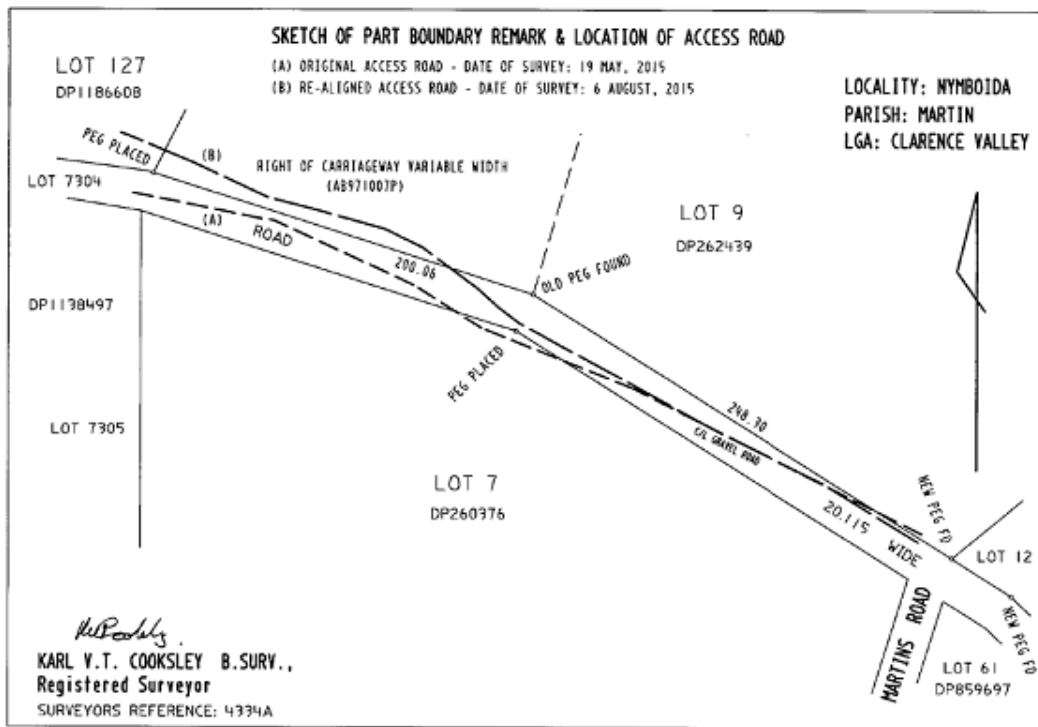 SKETCH OF PART BOUNDARY REMARK & LOCATION OF ACCESS ROAD
(A) ORIGINAL ACCESS ROAD - DATE OF SURVEY: 19 MAY, 2015
(B) RE-ALIGNED ACCESS ROAD - DATE OF SURVEY: 6 AUGUST, 2015
LOCALITY: NYMBOIDA
PARISH: MARTIN
LGA: CLARENCE VALLEY
LOT 127
DP1186608
PEG PLACED
(B)
RIGHT OF CARRIAGEWAY VARIABLE WIDTH
(AB971007P)
LOT 7304
(A)
ROAD
200.06
LOT 9
DP262439
OLD PEG FOUND
DP1138497
PEG PLACED
248.30
C/L GRAVEL ROAD
LOT 7305
LOT 7
DP260376
20.115
WIDE
NEW PEG FD
LOT 12
NEW PEG FD
MARTINS ROAD
LOT 61
DP859697
KARL V.T. COOKSLEY B.SURV.,
Registered Surveyor
SURVEYORS REFERENCE: 4334A